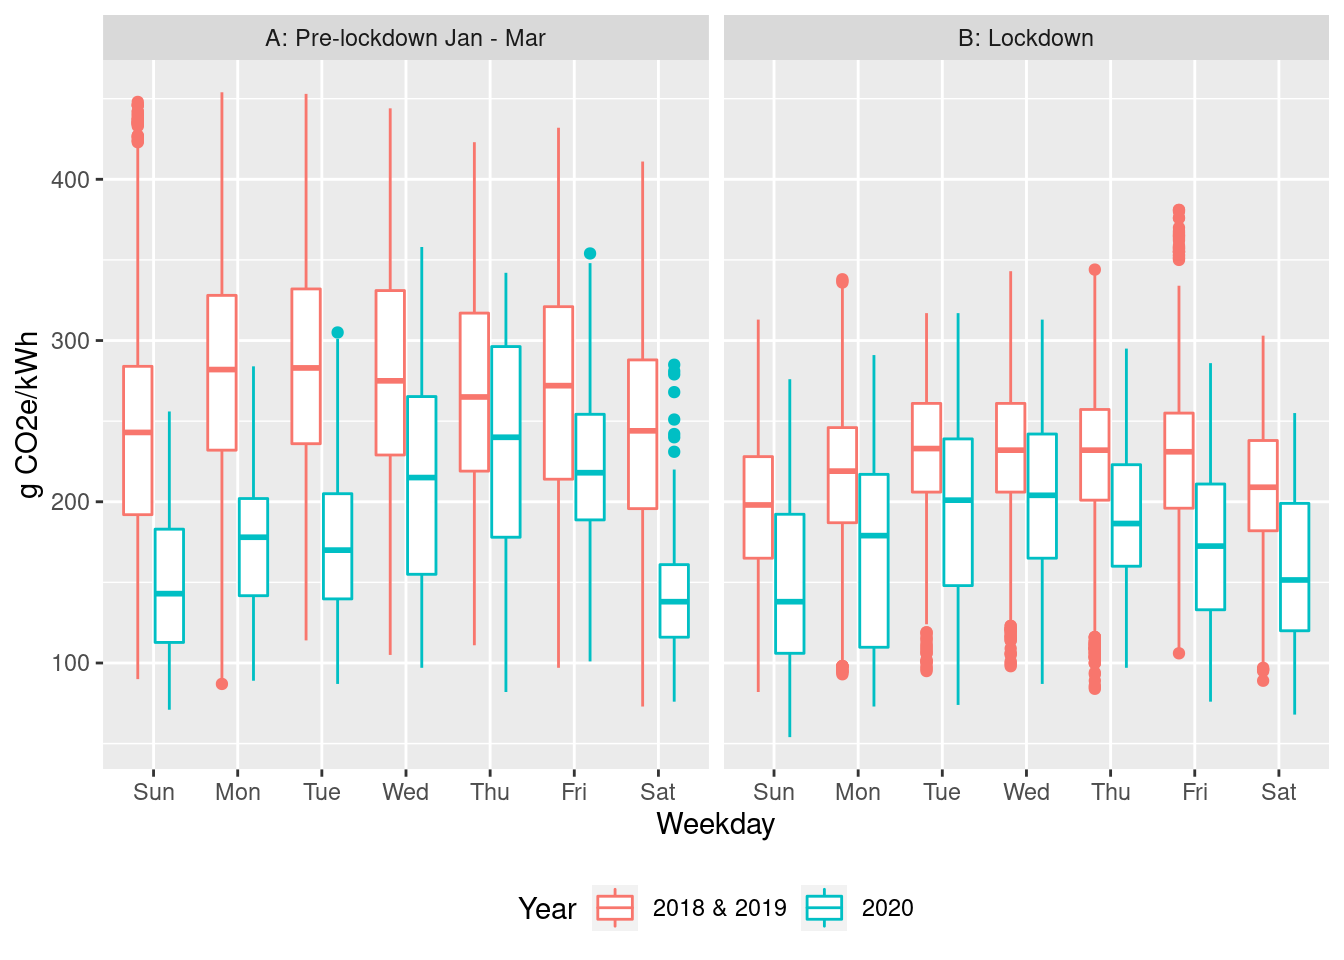 A: Pre-lockdown Jan - Mar
B: Lockdown
g CO2e/kWh
400
300
200
100
Sun Mon Tue Wed Thu Fri Sat
Sun Mon Tue Wed Thu Fri Sat
Weekday
Year 2018 & 2019 2020